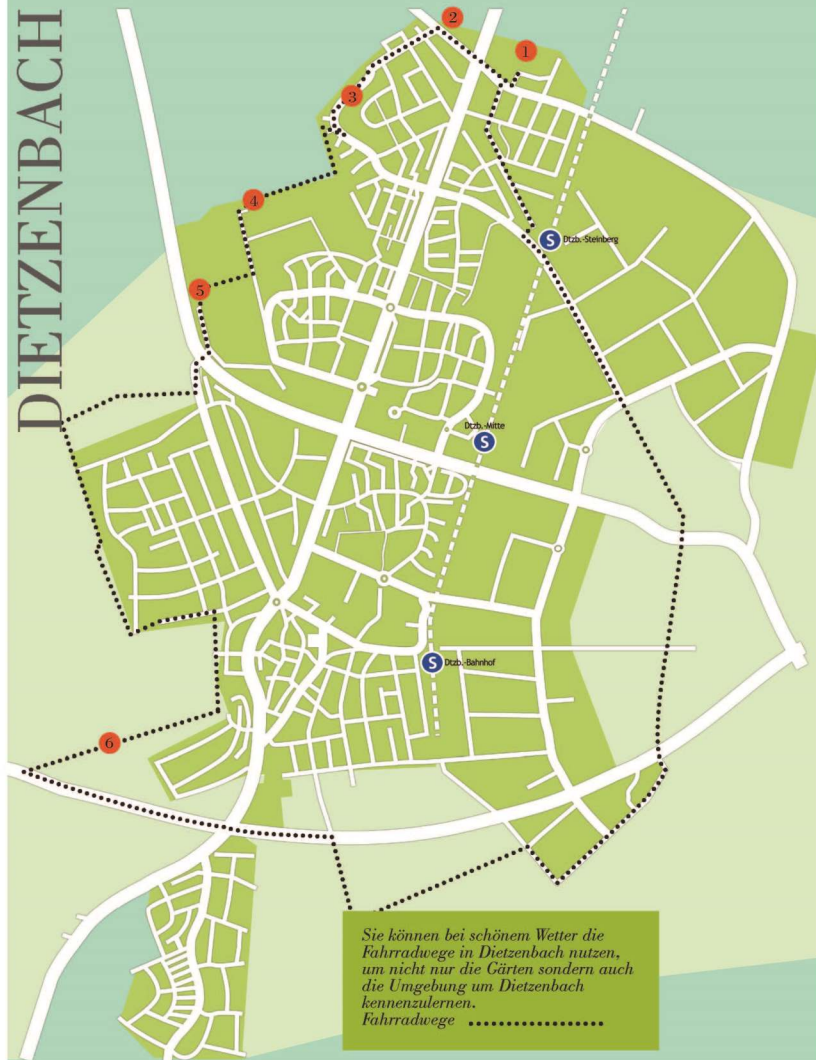 DIETZENBACH
2
1
3
4
S Dtzb.-Steinberg
5
Dtzb.-Mitte
S
S Dtzb.-Bahnhof
6
Sie können bei schönem Wetter die
Fahrradwege in Dietzenbach nutzen,
um nicht nur die Gärten sondern auch
die Umgebung um Dietzenbach
kennenzulernen.
Fahrradwege